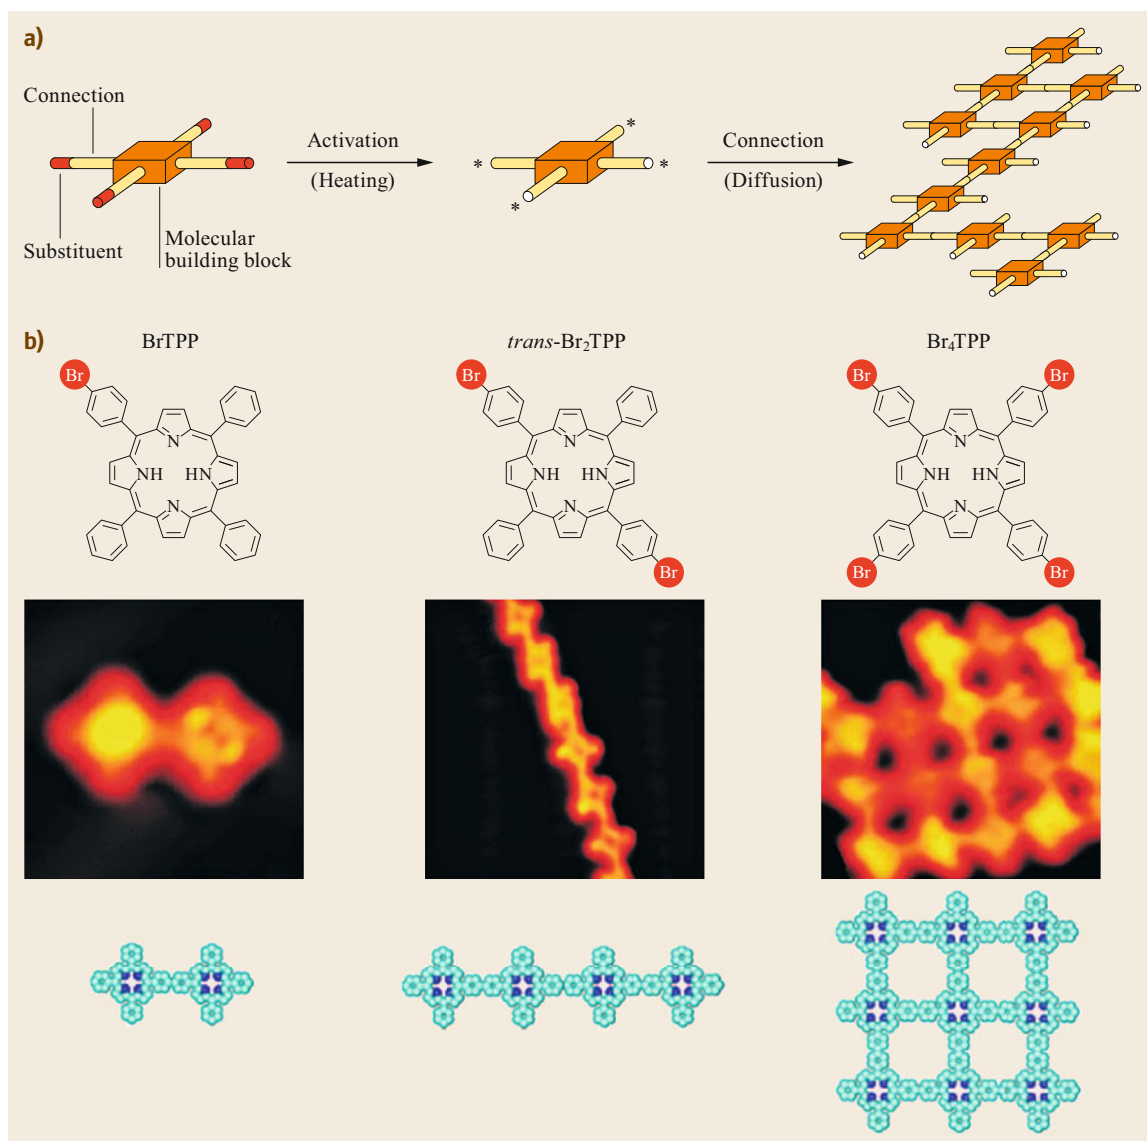 a)
Connection
Substituent
Molecular
building block
Activation
(Heating)
*
*
*
*
Connection
(Diffusion)
b)
BrTPP
trans-Br₂TPP
Br₄TPP
Br
N
NH
HN
N
Br
N
NH
HN
N
Br
Br
Br
N
NH
HN
N
Br
Br